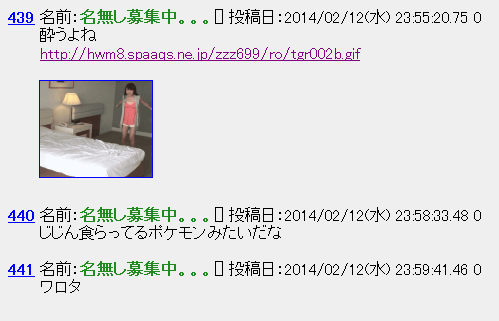 439 名前：名無し募集中。。。[] 投稿日：2014/02/12(水) 23:55:20.75 0
酔うよね
http://hwm8.spaaqs.ne.jp/zzz699/ro/tgr002b.gif
440 名前：名無し募集中。。。[] 投稿日：2014/02/12(水) 23:58:33.48 0
じじん食らってるポケモンみたいだな
441 名前：名無し募集中。。。[] 投稿日：2014/02/12(水) 23:59:41.46 0
ワロタ